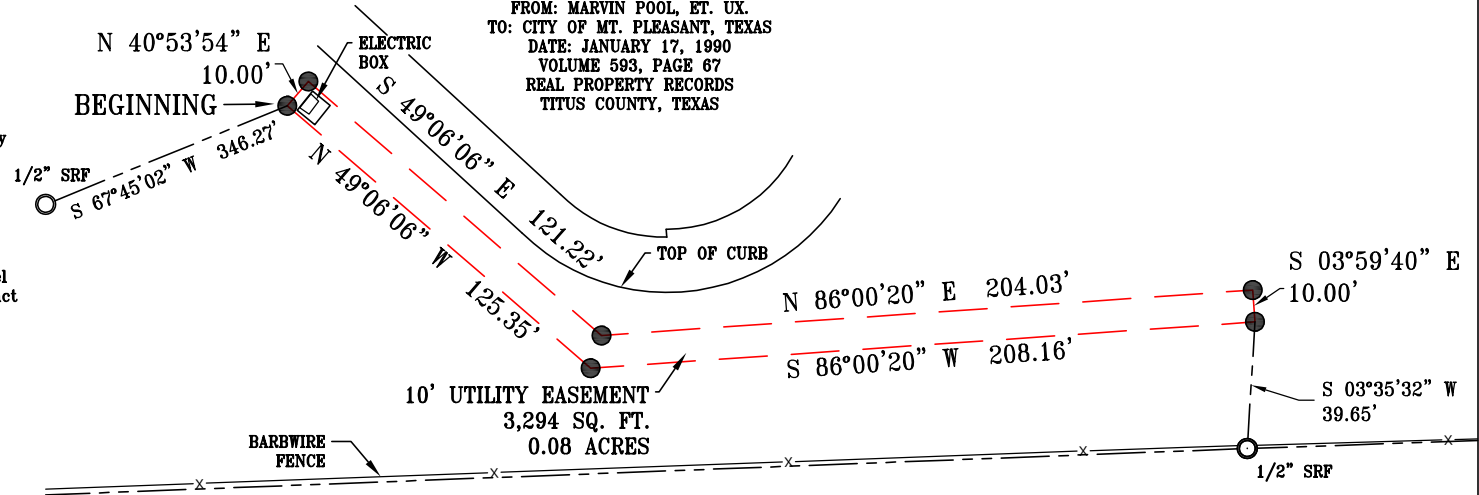 FROM: MARVIN POOL, ET. UX.
TO: CITY OF MT. PLEASANT, TEXAS
DATE: JANUARY 17, 1990
VOLUME 593, PAGE 67
REAL PROPERTY RECORDS
TITUS COUNTY, TEXAS
N 40°53'54" E
10.00'
ELECTRIC
BOX
BEGINNING
S 67°45'02" W 346.27'
1/2" SRF
S 49°06'06" E 121.22'
N 49°06'06" W 125.35'
TOP OF CURB
N 86°00'20" E 204.03'
S 86°00'20" W 208.16'
S 03°59'40" E
10.00'
10' UTILITY EASEMENT
3,294 SQ. FT.
0.08 ACRES
S 03°35'32" W
39.65'
BARBWIRE
FENCE
X X X X X
1/2" SRF